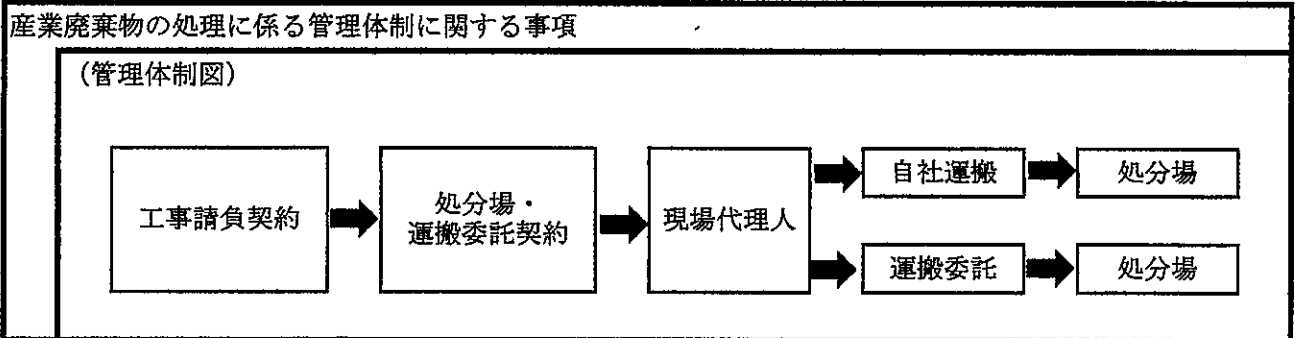 産業廃棄物の処理に係る管理体制に関する事項
(管理体制図)
工事請負契約
処分場・
運搬委託契約
現場代理人
自社運搬
処分場
運搬委託
処分場